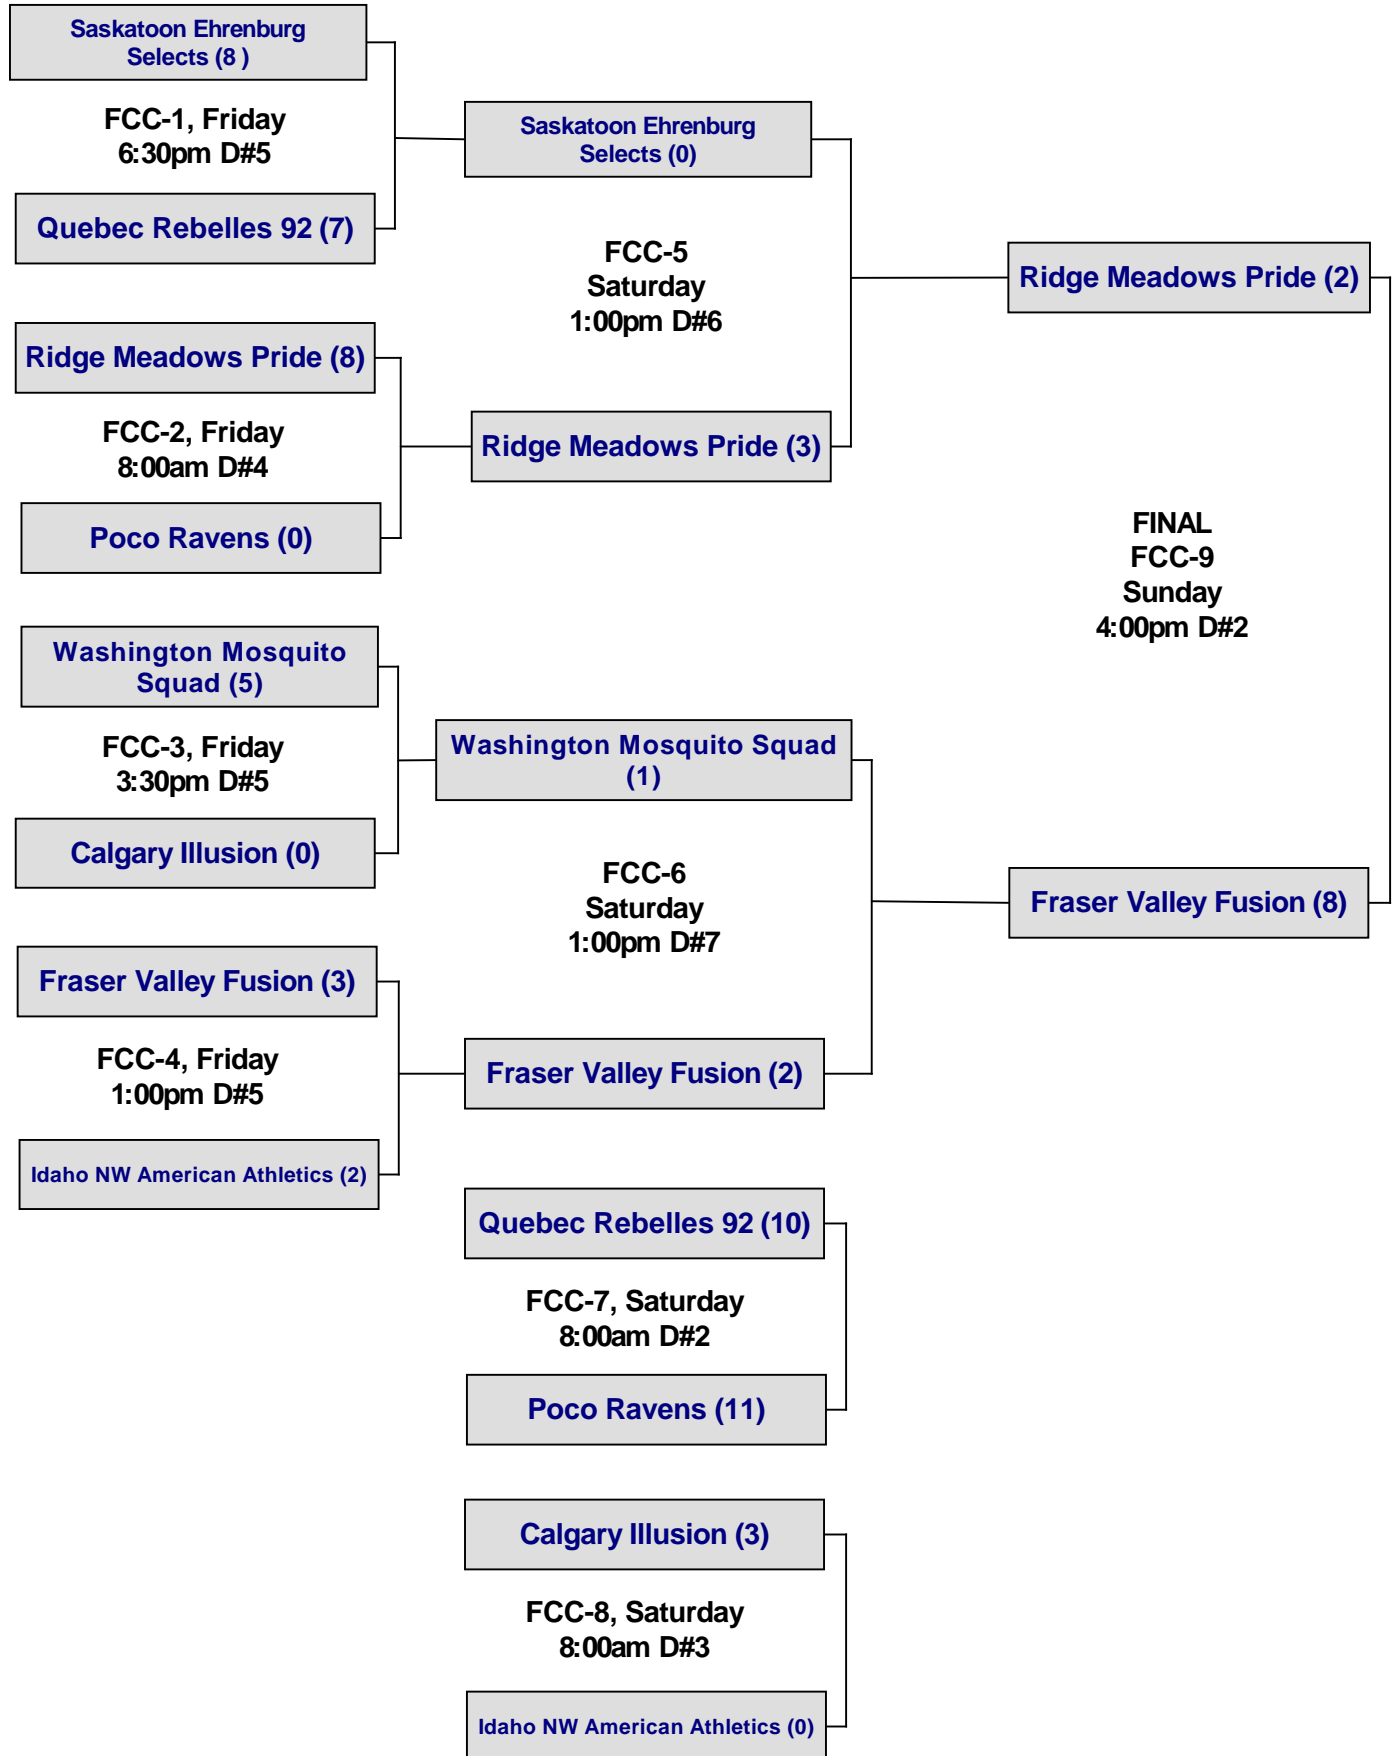 Saskatoon Ehrenburg
Selects (8 )
FCC-1, Friday
6:30pm D#5
Quebec Rebelles 92 (7)
Ridge Meadows Pride (8)
FCC-2, Friday
8:00am D#4
Poco Ravens (0)
Washington Mosquito
Squad (5)
FCC-3, Friday
3:30pm D#5
Calgary Illusion (0)
Fraser Valley Fusion (3)
FCC-4, Friday
1:00pm D#5
Idaho NW American Athletics (2)
Saskatoon Ehrenburg
Selects (0)
FCC-5
Saturday
1:00pm D#6
Ridge Meadows Pride (3)
Washington Mosquito Squad
(1)
FCC-6
Saturday
1:00pm D#7
Fraser Valley Fusion (2)
Quebec Rebelles 92 (10)
FCC-7, Saturday
8:00am D#2
Poco Ravens (11)
Calgary Illusion (3)
FCC-8, Saturday
8:00am D#3
Idaho NW American Athletics (0)
Ridge Meadows Pride (2)
FINAL
FCC-9
Sunday
4:00pm D#2
Fraser Valley Fusion (8)